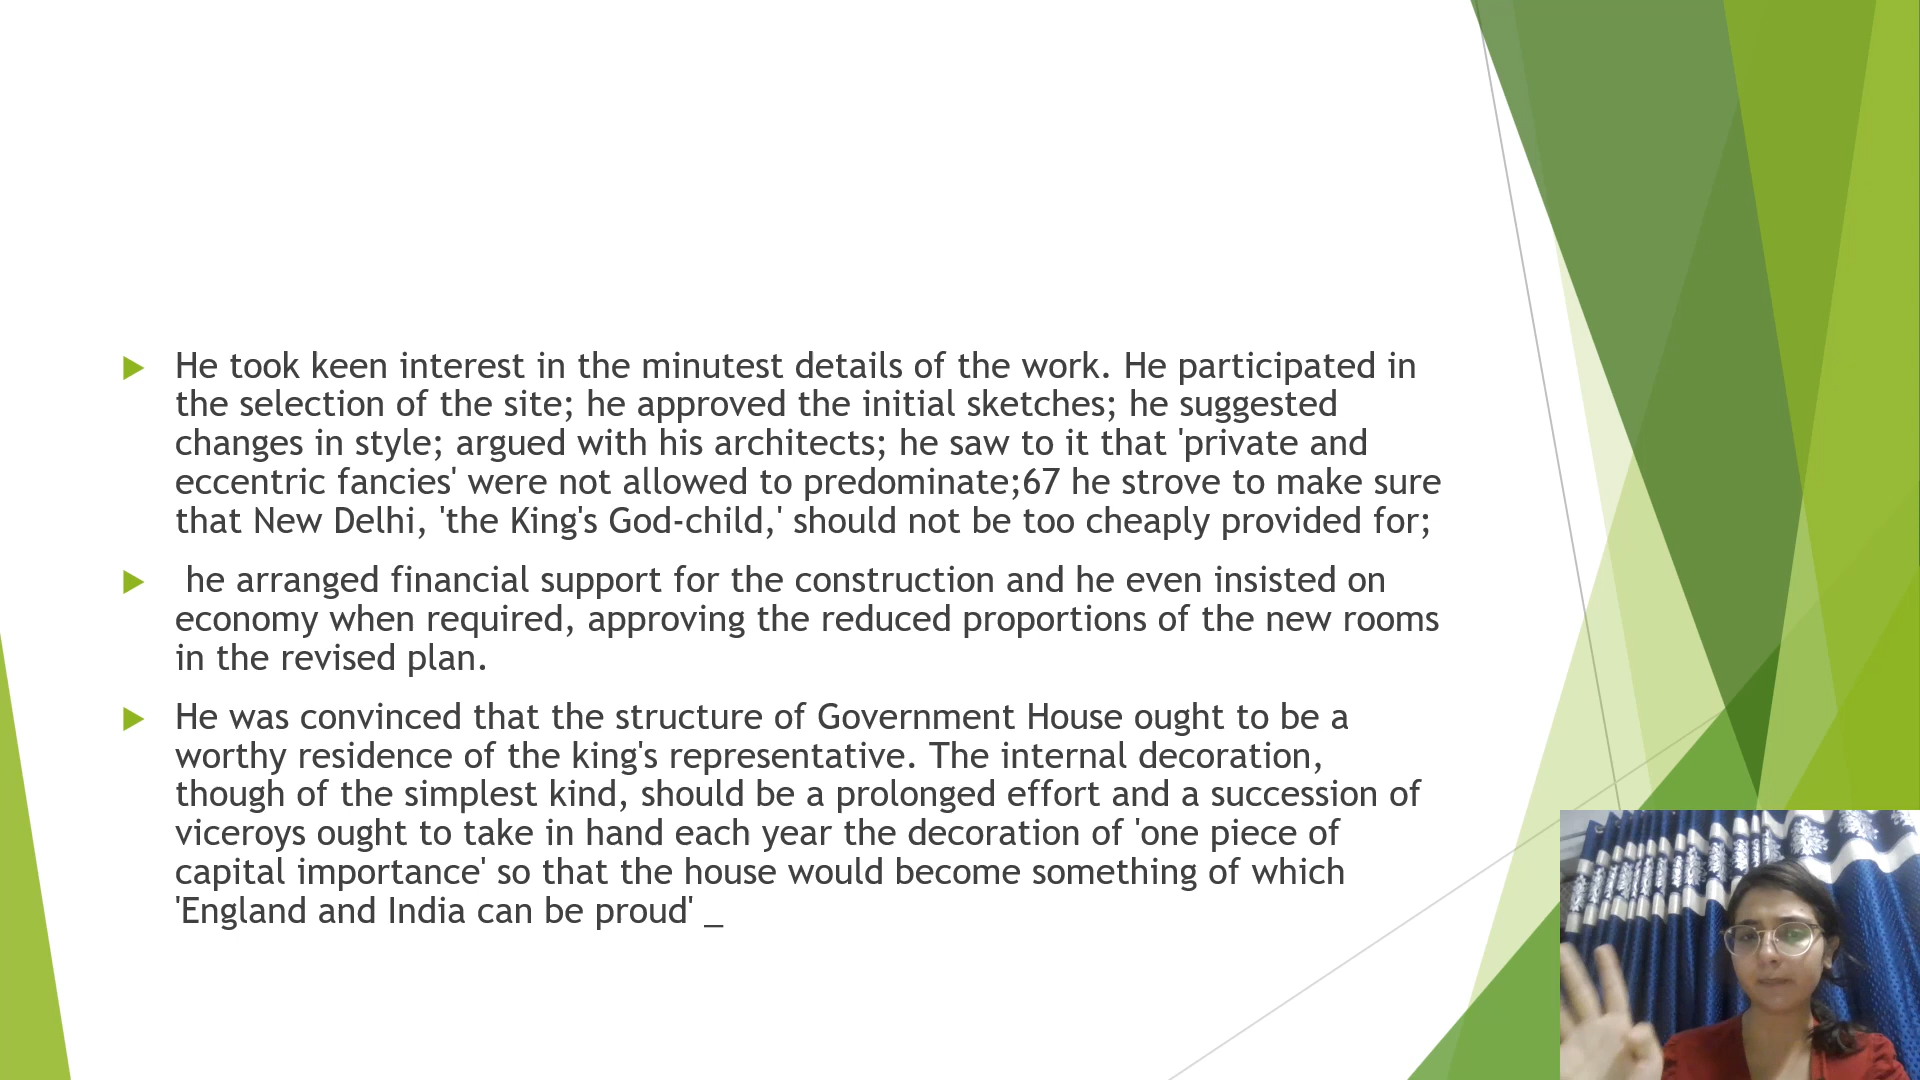 He took keen interest in the minutest details of the work. He participated in
the selection of the site; he approved the initial sketches; he suggested
changes in style; argued with his architects; he saw to it that 'private and
eccentric fancies' were not allowed to predominate;67 he strove to make sure
that New Delhi, 'the King's God-child,' should not be too cheaply provided for;
he arranged financial support for the construction and he even insisted on
economy when required, approving the reduced proportions of the new rooms
in the revised plan.
He was convinced that the structure of Government House ought to be a
worthy residence of the king's representative. The internal decoration,
though of the simplest kind, should be a prolonged effort and a succession of
viceroys ought to take in hand each year the decoration of 'one piece of
capital importance' so that the house would become something of which
'England and India can be proud' _